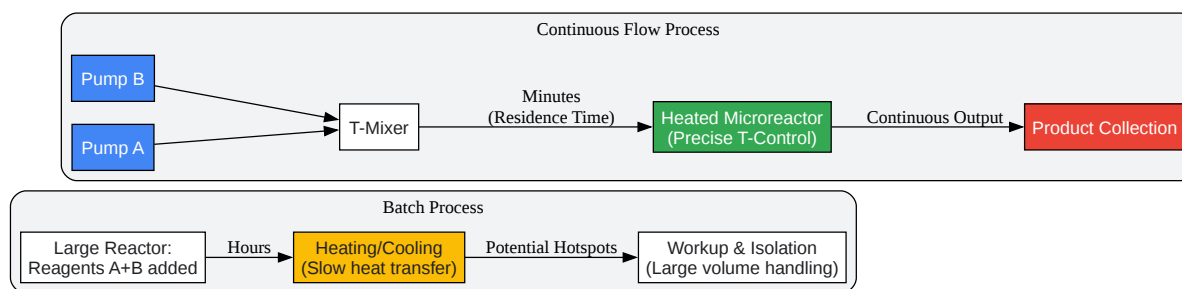 Continuous Flow Process
Pump B
Pump A
T-Mixer
Minutes
(Residence Time)
Heated Microreactor
(Precise T-Control)
Continuous Output
Product Collection
Batch Process
Large Reactor:
Reagents A+B added
Hours
Heating/Cooling
(Slow heat transfer)
Potential Hotspots
Workup & Isolation
(Large volume handling)